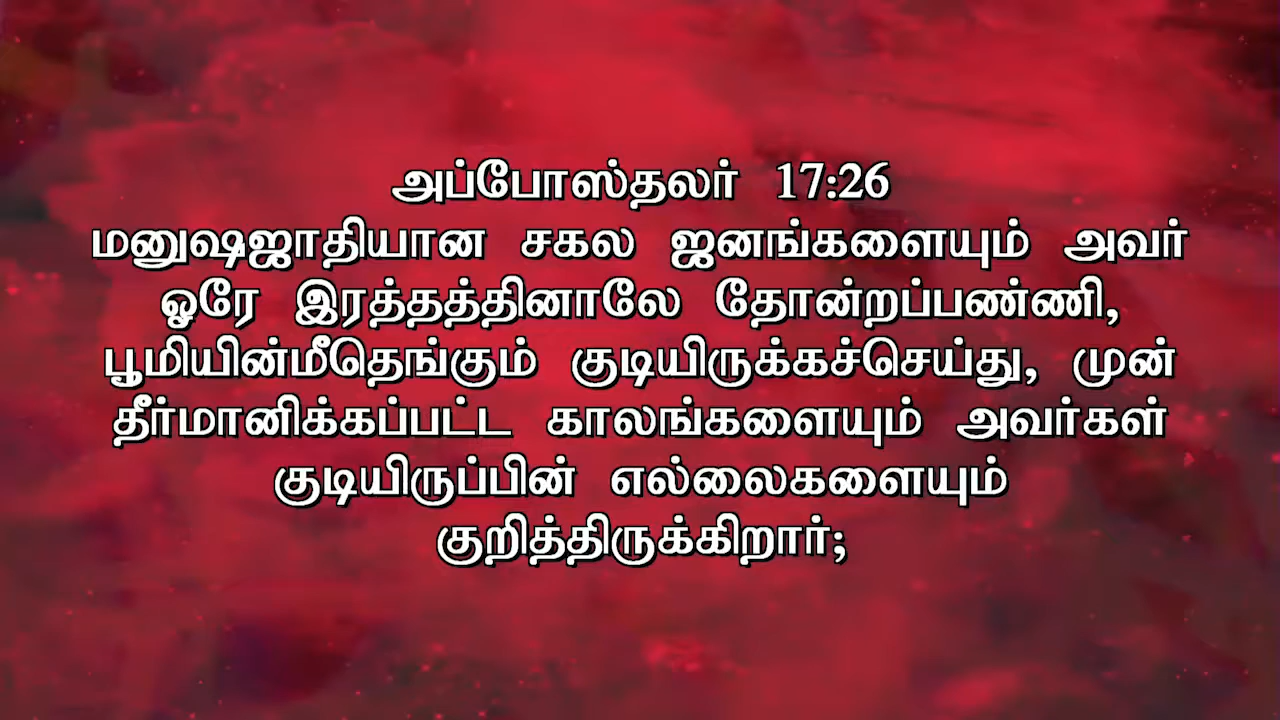 அப்போஸ்தலர் 17:26
மனுஷஜாதியான சகல ஜனங்களையும் அவர்
ஓரே இரத்தத்தினாலே தோன்றப்பண்ணி,
பூமியின்மீதெங்கும் குடியிருக்கச்செய்து, முன்
தீர்மானிக்கப்பட்ட காலங்களையும் அவர்கள்
குடியிருப்பின் எல்லைகளையும்
குறித்திருக்கிறார்;